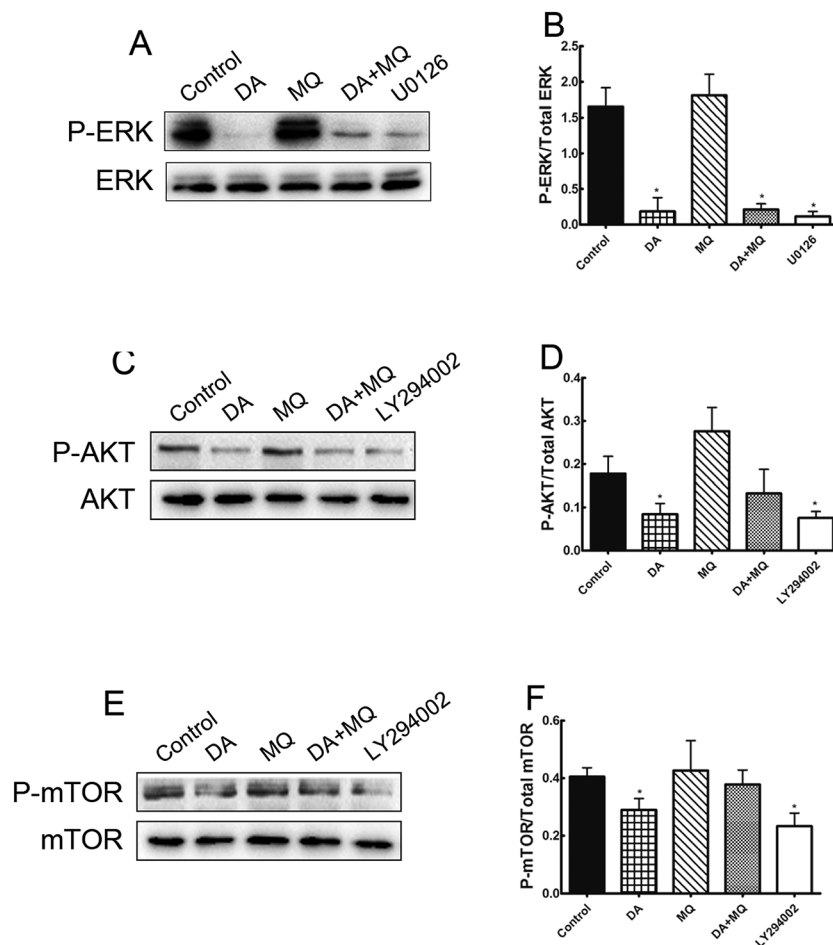 A
Control
DA
MQ
DA+MQ
U0126
P-ERK
ERK
B
P-ERK/Total ERK
2.5
2.0
1.5
1.0
0.5
0.0
*
*
*
Control
DA
MQ
DA+MQ
U0126
C
Control
DA
MQ
DA+MQ
LY294002
P-AKT
AKT
D
P-AKT/Total AKT
0.4
0.3
0.2
0.1
0.0
*
*
Control
DA
MQ
DA+MQ
LY294002
E
Control
DA
MQ
DA+MQ
LY294002
P-mTOR
mTOR
F
P-mTOR/Total mTOR
0.6
0.4
0.2
0.0
*
*
Control
DA
MQ
DA+MQ
LY294002